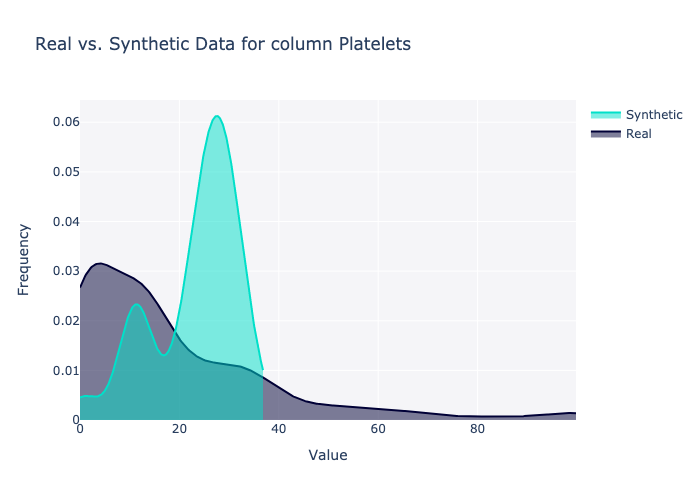 Real vs. Synthetic Data for column Platelets
Synthetic
Real
0.06
0.05
0.04
0.03
0.02
0.01
0
Frequency
0
20
40
60
80
Value